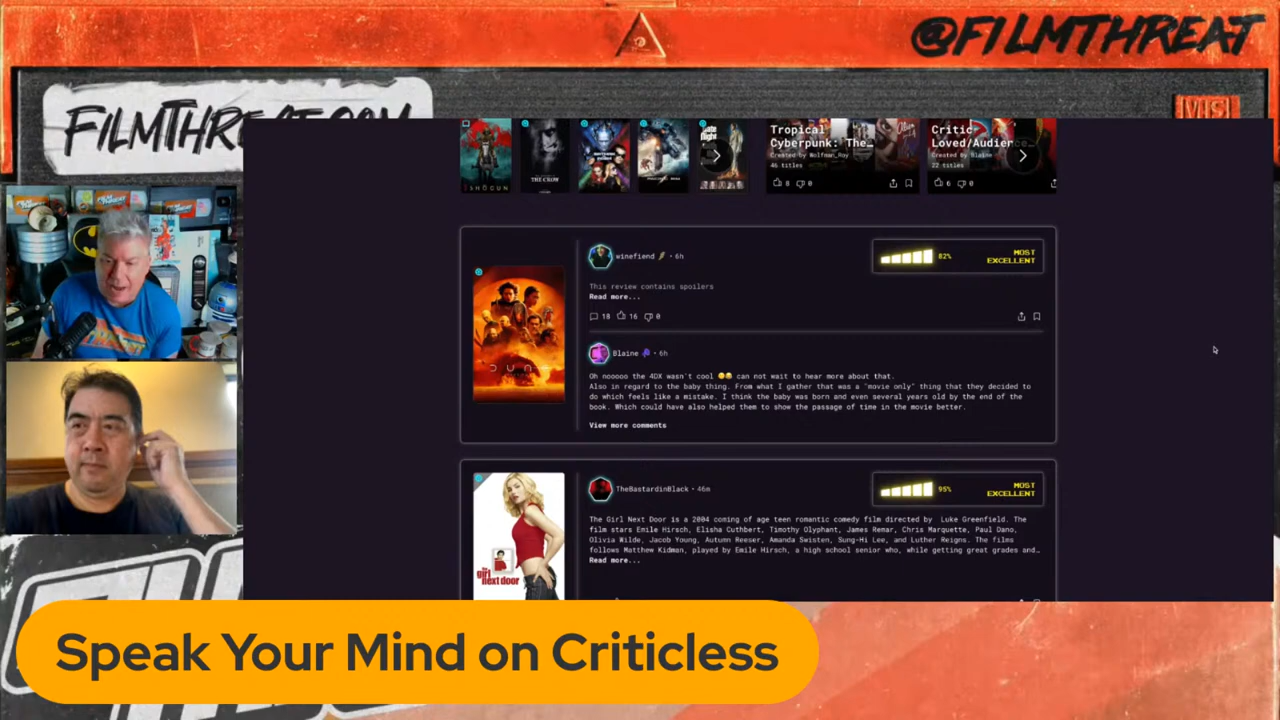 @FILMTHREAT
FILMTHREAT.COM
VIS
SHŌGUN
THE CROW
Late Night
Tropical
Cyberpunk: The…
Created by Wolfman_Roy
46 titles
8
0
Critic-
Loved/Audien…
Created by Blaine
22 titles
6
0
winefiend • 6h
82%
MOST
EXCELLENT
This review contains spoilers
Read more...
18 16 0
DUNE
Blaine • 6h
Oh nooooo the 4DX wasn't cool can not wait to hear more about that.
Also in regard to the baby thing. From what I gather that was a "movie only" thing that they decided to
do which feels like a mistake. I think the baby was born and even several years old by the end of the
book. Which could have also helped them to show the passage of time in the movie better.
View more comments
TheBastardinBlack • 46m
95%
MOST
EXCELLENT
The Girl Next Door is a 2004 coming of age teen romantic comedy film directed by Luke Greenfield. The
film stars Emile Hirsch, Elisha Cuthbert, Timothy Olyphant, James Remar, Chris Marquette, Paul Dano,
Olivia Wilde, Jacob Young, Autumn Reeser, Amanda Swisten, Sung-Hi Lee, and Luther Reigns. The films
follows Matthew Kidman, played by Emile Hirsch, a high school senior who, while getting great grades and…
Read more...
the
girl
next door
Speak Your Mind on Criticless